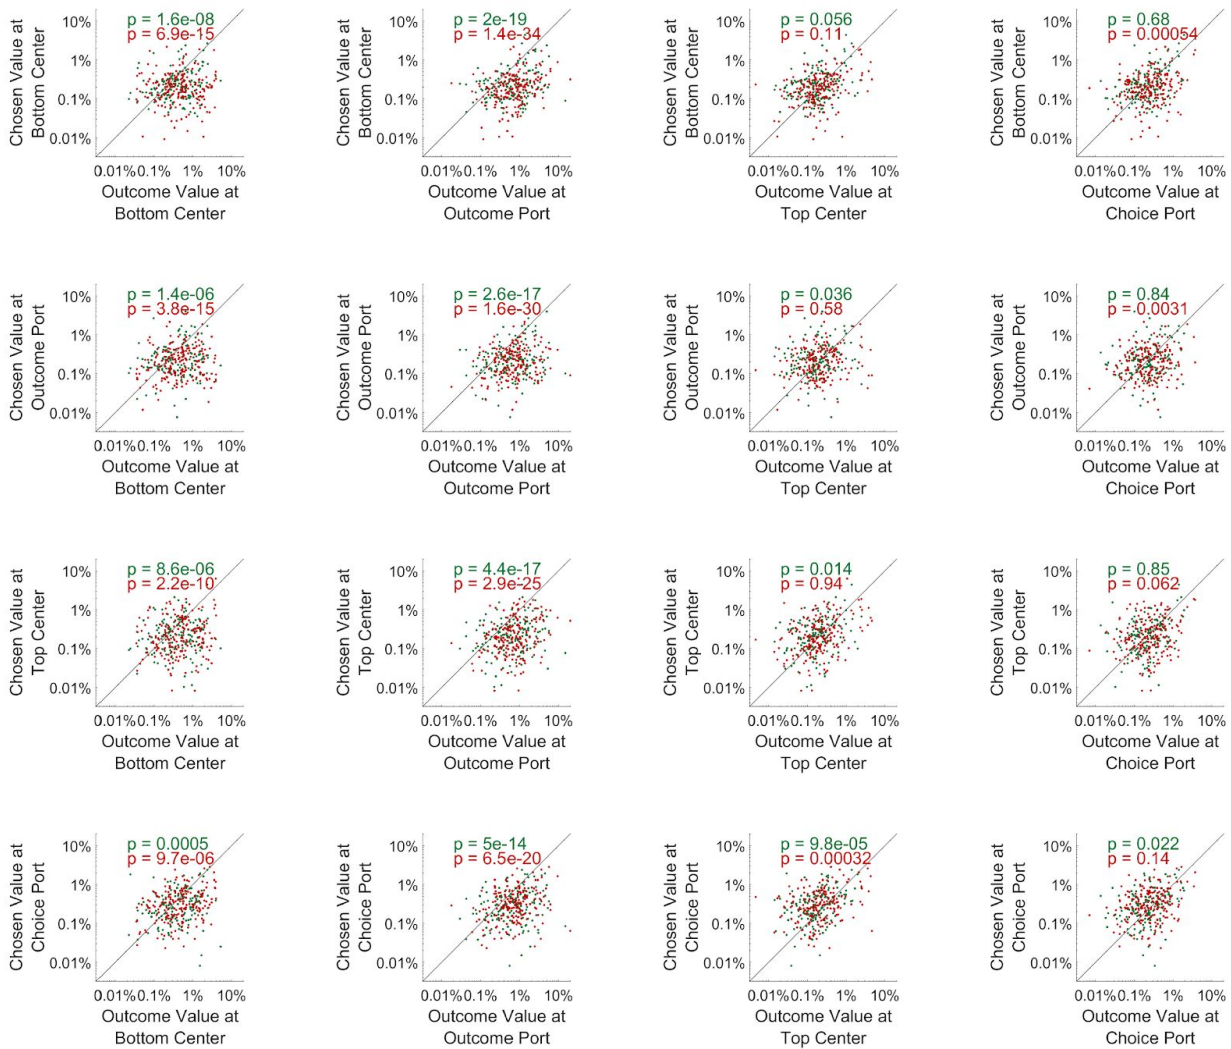 10%
1%
0.1%
0.01%
Chosen Value at
Bottom Center
p = 1.6e-08
p = 6.9e-15
0.01% 0.1% 1% 10%
Outcome Value at
Bottom Center
10%
1%
0.1%
0.01%
Chosen Value at
Bottom Center
p = 2e-19
p = 1.4e-34
0.01% 0.1% 1% 10%
Outcome Value at
Outcome Port
10%
1%
0.1%
0.01%
Chosen Value at
Bottom Center
p = 0.056
p = 0.11
0.01% 0.1% 1% 10%
Outcome Value at
Top Center
10%
1%
0.1%
0.01%
Chosen Value at
Bottom Center
p = 0.68
p = 0.00054
0.01% 0.1% 1% 10%
Outcome Value at
Choice Port
10%
1%
0.1%
0.01%
Chosen Value at
Outcome Port
p = 1.4e-06
p = 3.8e-15
0.01% 0.1% 1% 10%
Outcome Value at
Bottom Center
10%
1%
0.1%
0.01%
Chosen Value at
Outcome Port
p = 2.6e-17
p = 1.6e-30
0.01% 0.1% 1% 10%
Outcome Value at
Outcome Port
10%
1%
0.1%
0.01%
Chosen Value at
Outcome Port
p = 0.036
p = 0.58
0.01% 0.1% 1% 10%
Outcome Value at
Top Center
10%
1%
0.1%
0.01%
Chosen Value at
Outcome Port
p = 0.84
p = 0.0031
0.01% 0.1% 1% 10%
Outcome Value at
Choice Port
10%
1%
0.1%
0.01%
Chosen Value at
Top Center
p = 8.6e-06
p = 2.2e-10
0.01% 0.1% 1% 10%
Outcome Value at
Bottom Center
10%
1%
0.1%
0.01%
Chosen Value at
Top Center
p = 4.4e-17
p = 2.9e-25
0.01% 0.1% 1% 10%
Outcome Value at
Outcome Port
10%
1%
0.1%
0.01%
Chosen Value at
Top Center
p = 0.014
p = 0.94
0.01% 0.1% 1% 10%
Outcome Value at
Top Center
10%
1%
0.1%
0.01%
Chosen Value at
Top Center
p = 0.85
p = 0.062
0.01% 0.1% 1% 10%
Outcome Value at
Choice Port
10%
1%
0.1%
0.01%
Chosen Value at
Choice Port
p = 0.0005
p = 9.7e-06
0.01% 0.1% 1% 10%
Outcome Value at
Bottom Center
10%
1%
0.1%
0.01%
Chosen Value at
Choice Port
p = 5e-14
p = 6.5e-20
0.01% 0.1% 1% 10%
Outcome Value at
Outcome Port
10%
1%
0.1%
0.01%
Chosen Value at
Choice Port
p = 9.8e-05
p = 0.00032
0.01% 0.1% 1% 10%
Outcome Value at
Top Center
10%
1%
0.1%
0.01%
Chosen Value at
Choice Port
p = 0.022
p = 0.14
0.01% 0.1% 1% 10%
Outcome Value at
Choice Port